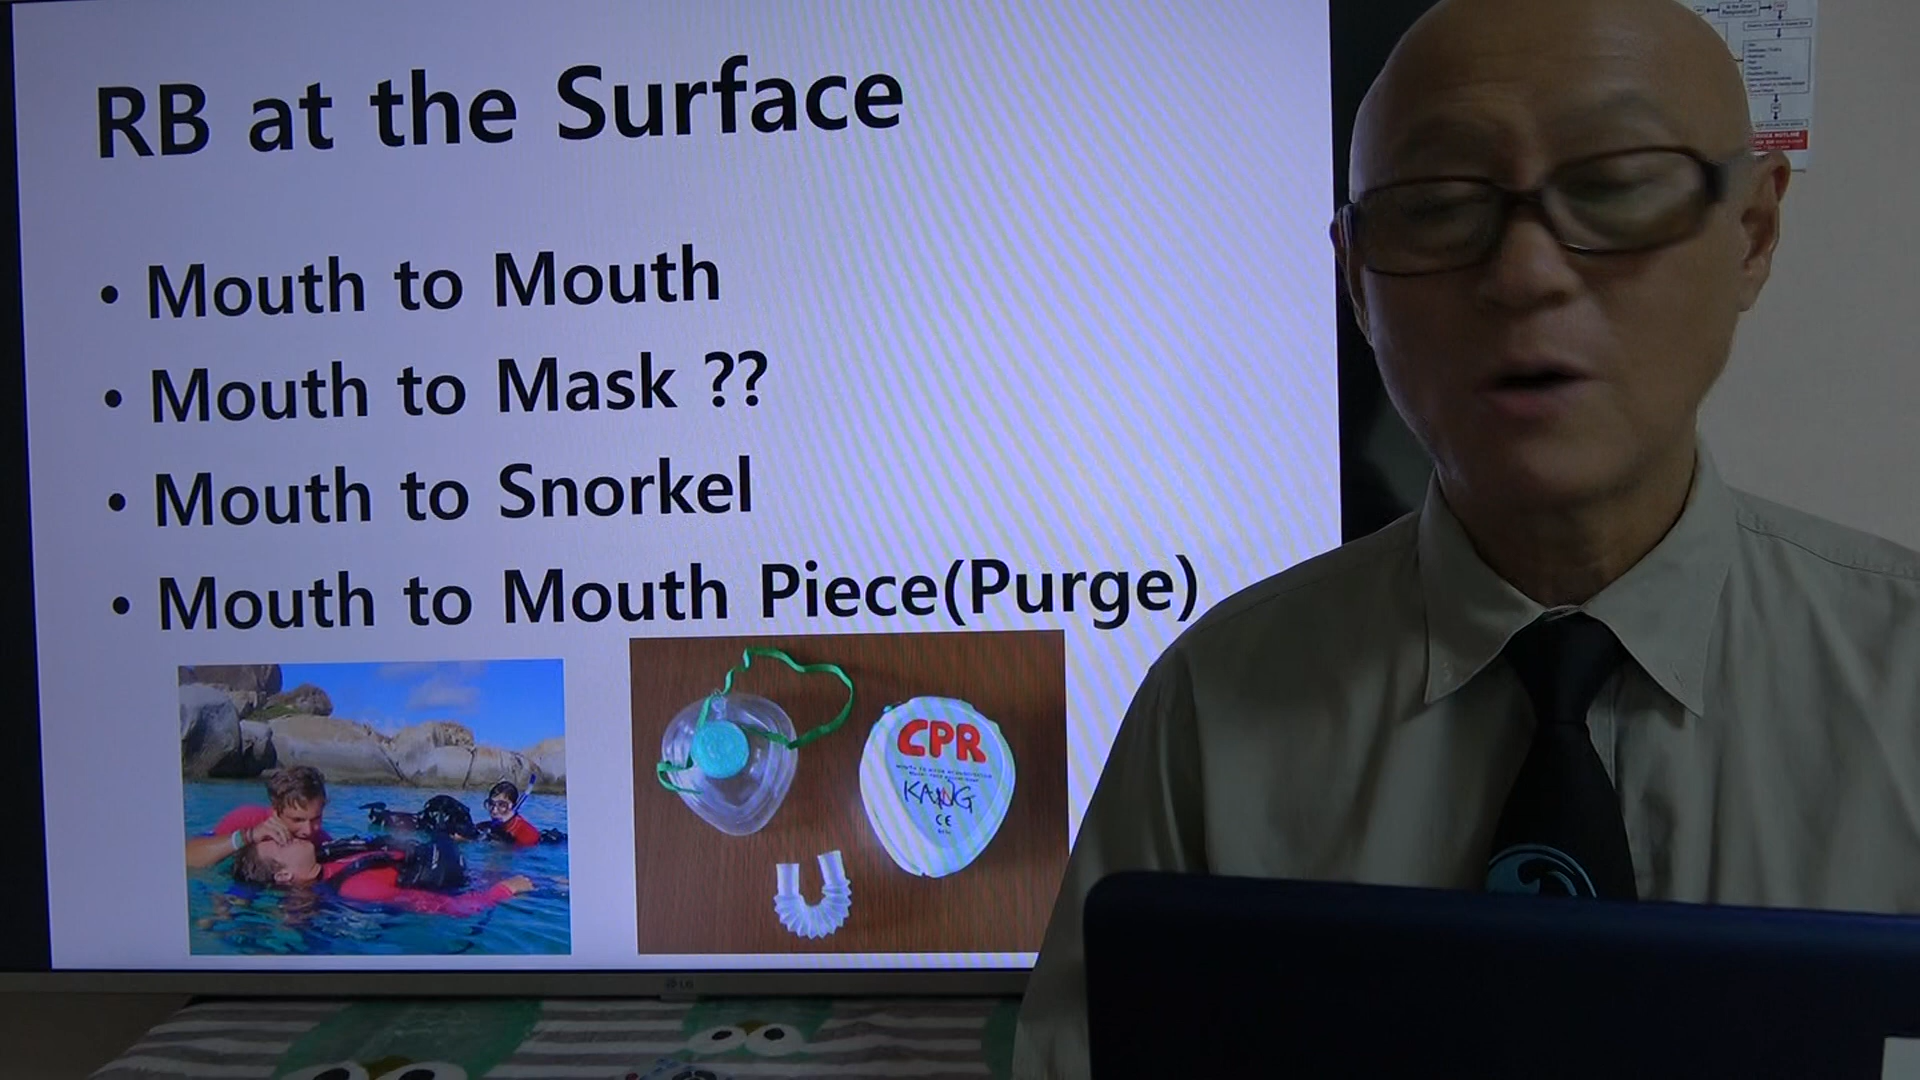 RB at the Surface
• Mouth to Mouth
• Mouth to Mask ??
• Mouth to Snorkel
• Mouth to Mouth Piece(Purge)
CPR
KANG
CE
LG